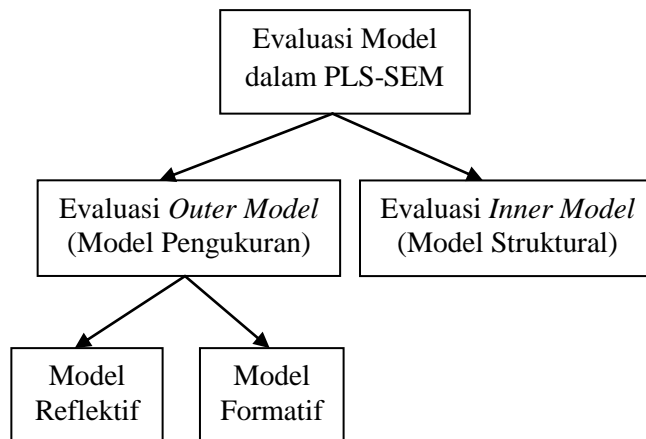 Evaluasi Model
dalam PLS-SEM
Evaluasi Outer Model
(Model Pengukuran)
Evaluasi Inner Model
(Model Struktural)
Model
Reflektif
Model
Formatif